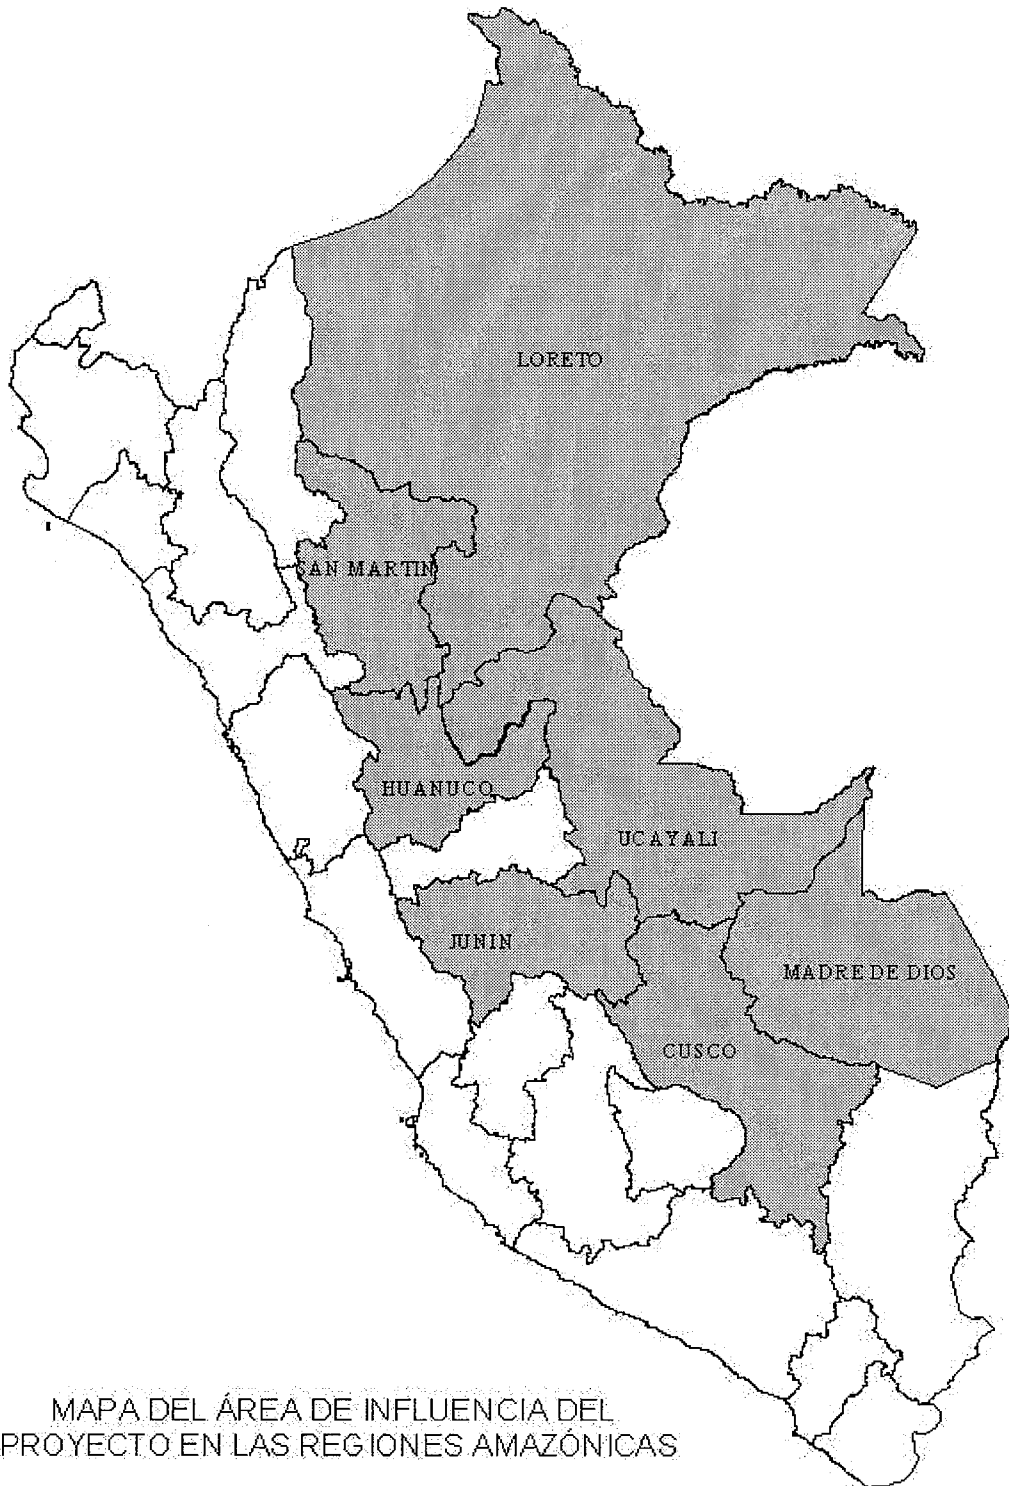 LORETO
SAN MARTIN
HUANUCO
UCAYALI
JUNIN
MADRE DE DIOS
CUSCO
MAPA DEL ÁREA DE INFLUENCIA DEL
PROYECTO EN LAS REGIONES AMAZÓNICAS